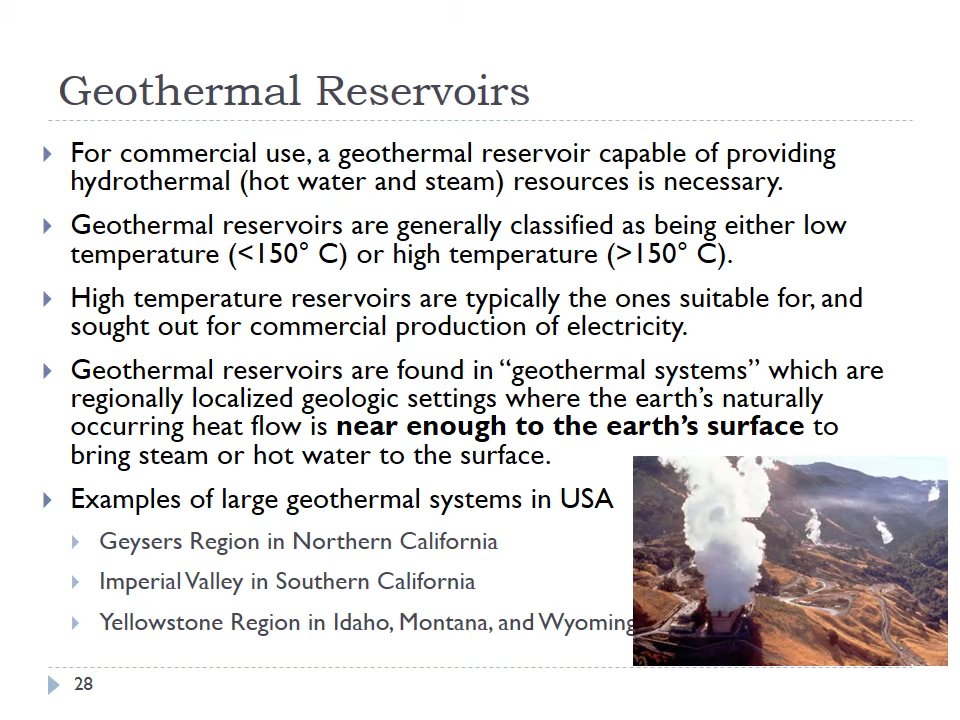 Geothermal Reservoirs
For commercial use, a geothermal reservoir capable of providing
hydrothermal (hot water and steam) resources is necessary.
Geothermal reservoirs are generally classified as being either low
temperature (<150° C) or high temperature (>150° C).
High temperature reservoirs are typically the ones suitable for, and
sought out for commercial production of electricity.
Geothermal reservoirs are found in “geothermal systems” which are
regionally localized geologic settings where the earth’s naturally
occurring heat flow is near enough to the earth’s surface to
bring steam or hot water to the surface.
Examples of large geothermal systems in USA
Geysers Region in Northern California
Imperial Valley in Southern California
Yellowstone Region in Idaho, Montana, and Wyoming
28